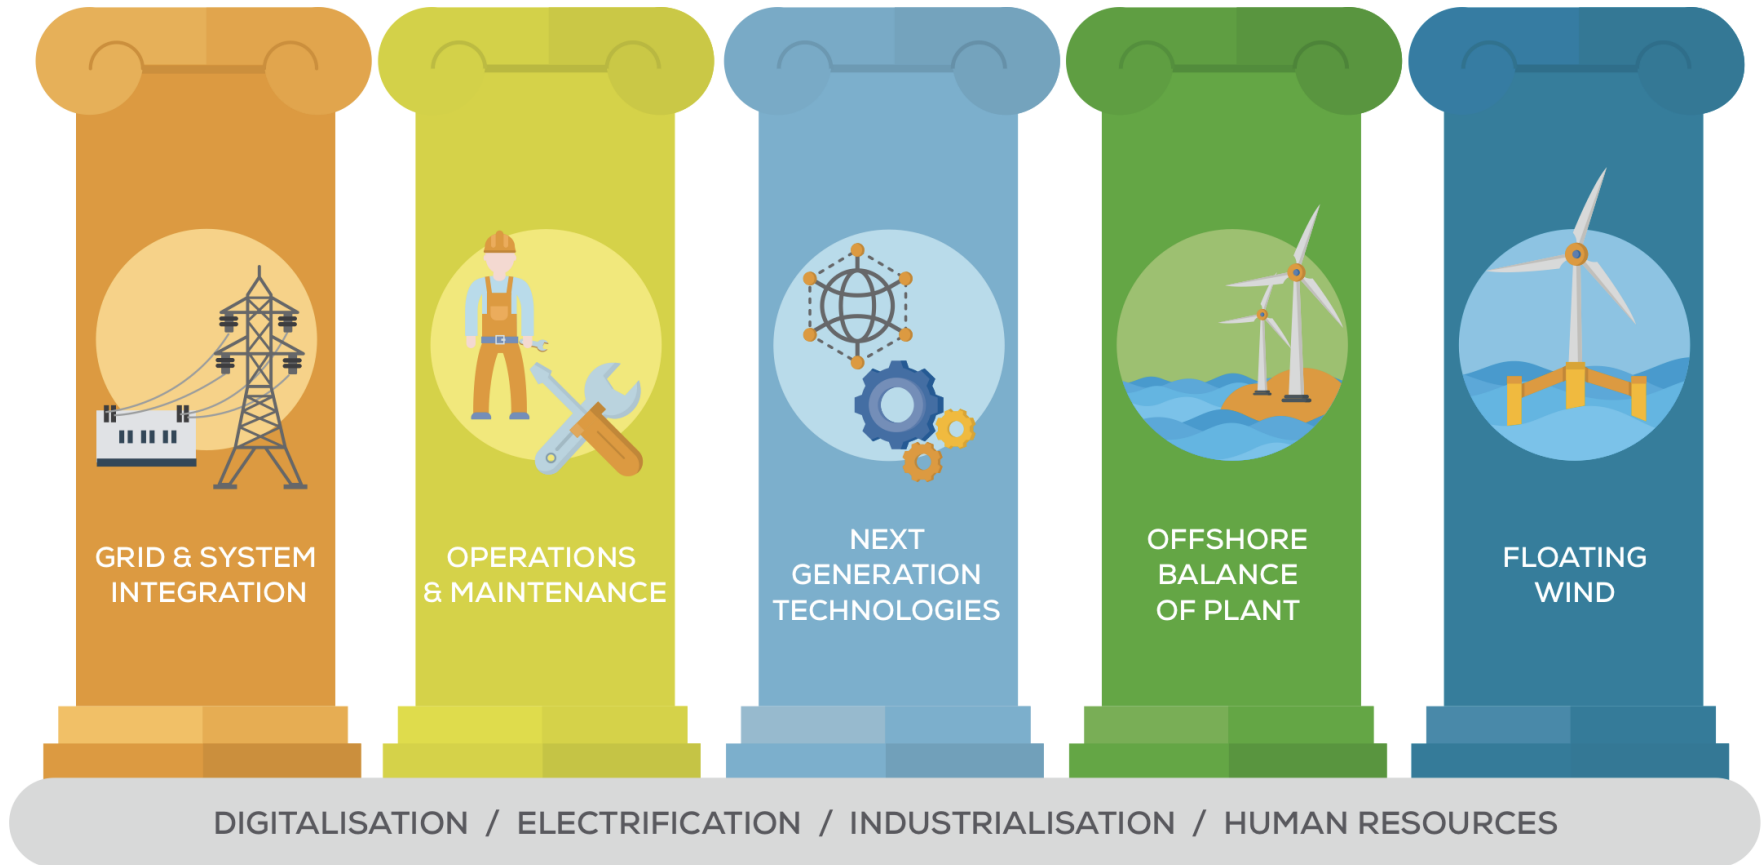 GRID & SYSTEM
INTEGRATION
OPERATIONS
& MAINTENANCE
NEXT
GENERATION
TECHNOLOGIES
OFFSHORE
BALANCE
OF PLANT
FLOATING
WIND
DIGITALISATION / ELECTRIFICATION / INDUSTRIALISATION / HUMAN RESOURCES